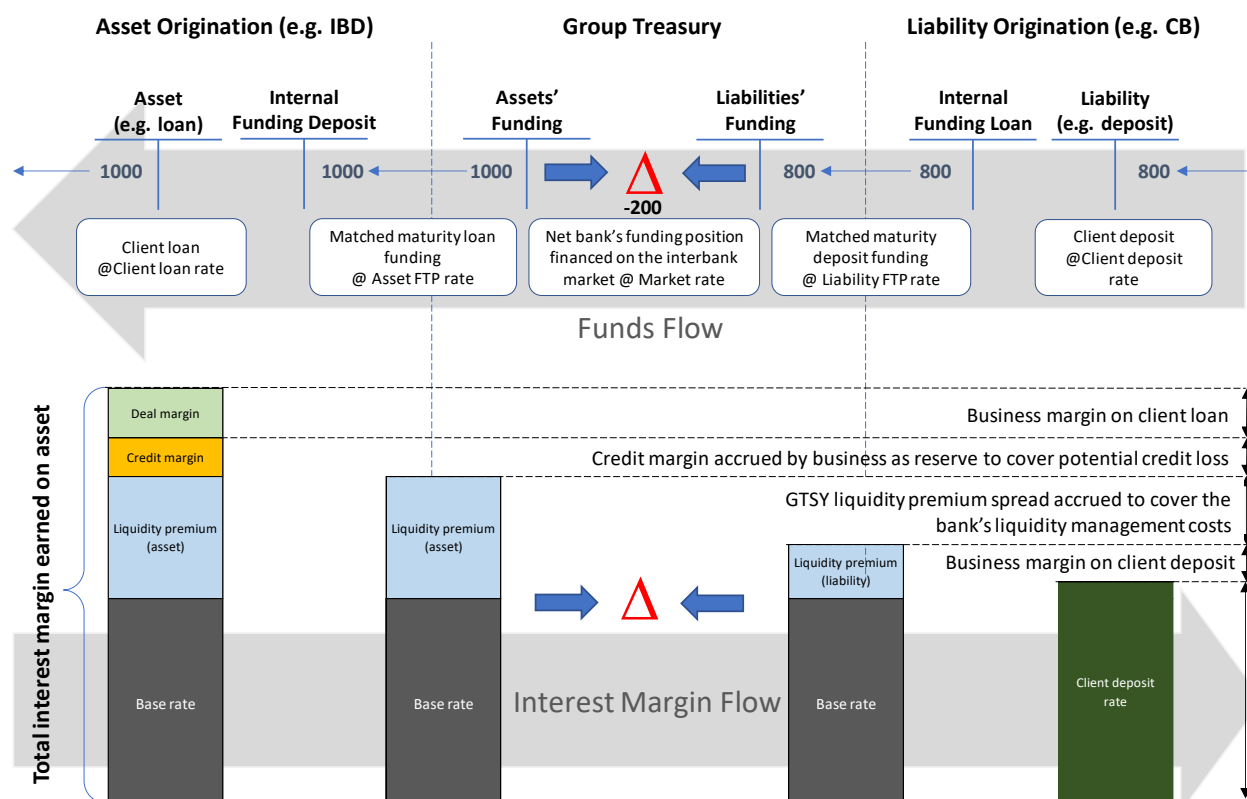 Asset Origination (e.g. IBD)
Group Treasury
Liability Origination (e.g. CB)
Asset
(e.g. loan)
Internal
Funding Deposit
Assets’
Funding
Liabilities’
Funding
Internal
Funding Loan
Liability
(e.g. deposit)
1000
1000
1000
Δ
-200
800
800
800
Client loan
@Client loan rate
Matched maturity loan
funding
@ Asset FTP rate
Net bank’s funding position
financed on the interbank
market @ Market rate
Matched maturity
deposit funding
@ Liability FTP rate
Client deposit
@Client deposit
rate
Funds Flow
Total interest margin earned on asset
Deal margin
Credit margin
Liquidity premium
(asset)
Base rate
Liquidity premium
(asset)
Base rate
Δ
Interest Margin Flow
Liquidity premium
(liability)
Base rate
Client deposit
rate
Business margin on client loan
Credit margin accrued by business as reserve to cover potential credit loss
GTSY liquidity premium spread accrued to cover the
bank’s liquidity management costs
Business margin on client deposit